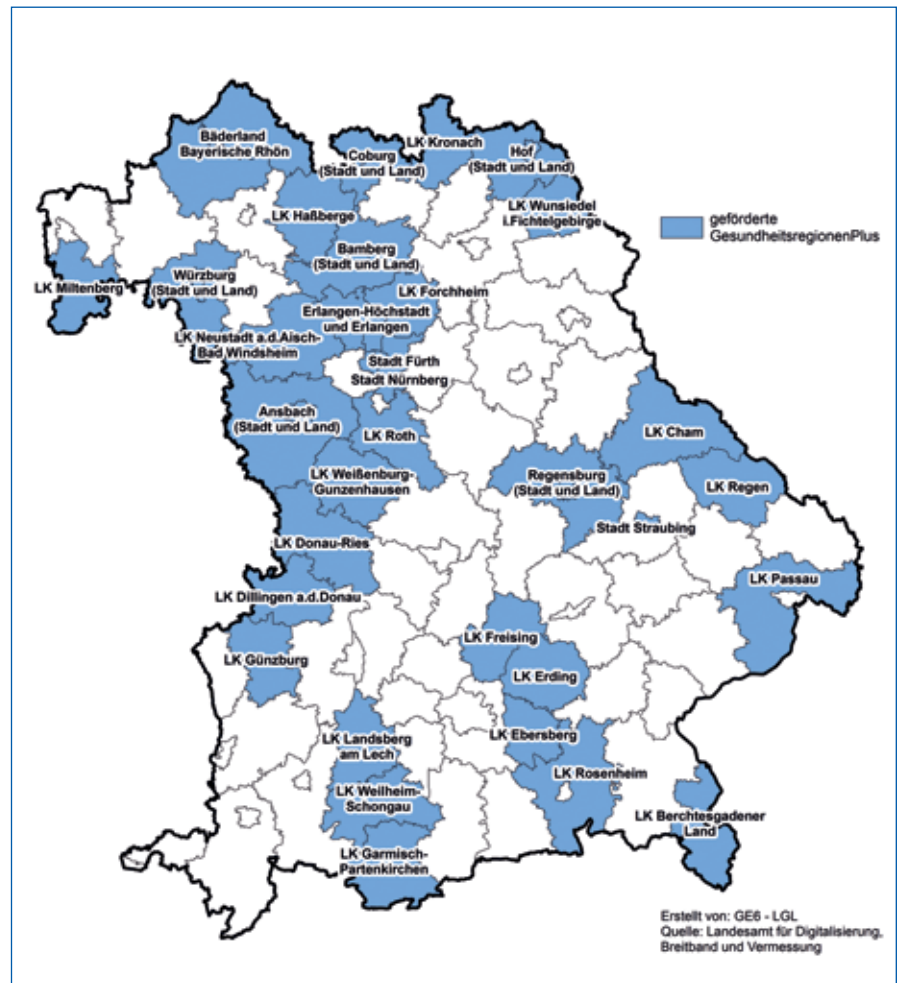 Bäderland
Bayerische Rhön
Coburg
(Stadt und Land)
LK Kronach
Hof
(Stadt und Land)
LK Haßberge
LK Wunsiedel
i.Fichtelgebirge
geförderte
GesundheitsregionenPlus
Bamberg
(Stadt und Land)
LK Miltenberg
Würzburg
(Stadt und Land)
LK Forchheim
Erlangen-Höchstadt
und Erlangen
LK Neustadt a.d.Aisch-
Bad Windsheim
Stadt Fürth
Stadt Nürnberg
Ansbach
(Stadt und Land)
LK Roth
LK Cham
LK Weißenburg-
Gunzenhausen
Regensburg
(Stadt und Land)
LK Regen
Stadt Straubing
LK Donau-Ries
LK Passau
LK Dillingen a.d.Donau
LK Freising
LK Günzburg
LK Erding
LK Landsberg
am Lech
LK Ebersberg
LK Rosenheim
LK Weilheim-
Schongau
LK Berchtesgadener
Land
LK Garmisch-
Partenkirchen
Erstellt von: GE6 - LGL
Quelle: Landesamt für Digitalisierung,
Breitband und Vermessung